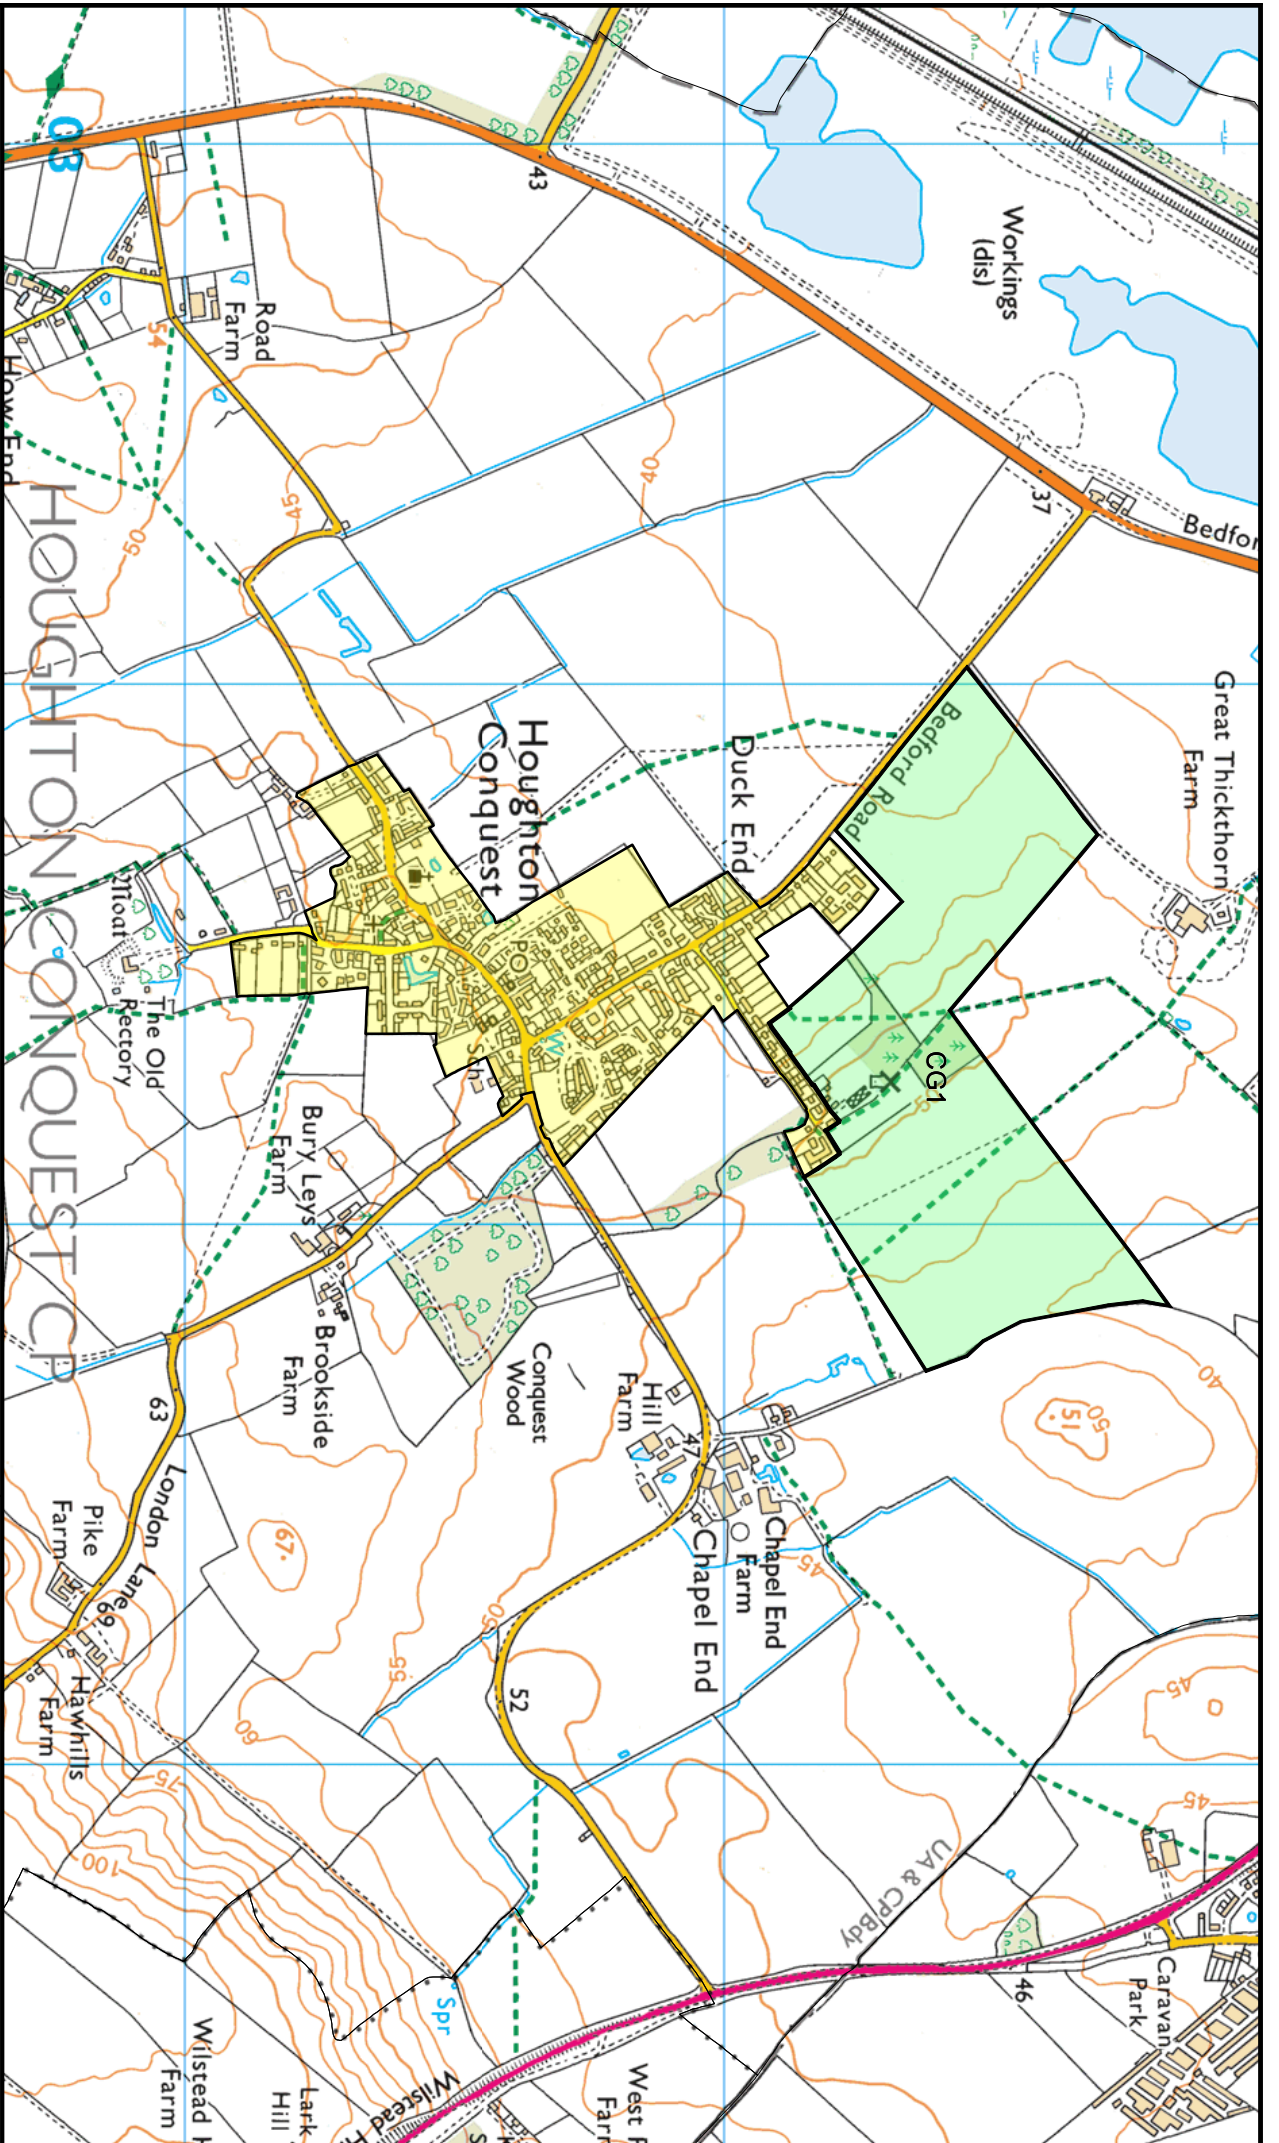 Workings
(dis)
Bedfor
43
37
40
Great Thickthorn
Farm
Road
Farm
03
54
45
50
How End
HOUGHTON CONQUEST CP
Houghton
Conquest
Duck End
Bedford Road
CG1
55
Sch
Moat
The Old
Rectory
Bury Leys
Farm
Brookside
Farm
Conquest
Wood
Hill
Farm
47
Chapel End
Farm
Chapel End
45
40
50
51
63
London Lane
67
Pike
Farm
69
Hawhills
Farm
50
55
52
60
75
100
45
45
UA & CP Bdy
46
Caravan
Park
Spr
Wilstead
Farm
Lark
Hill
Wilstead
West